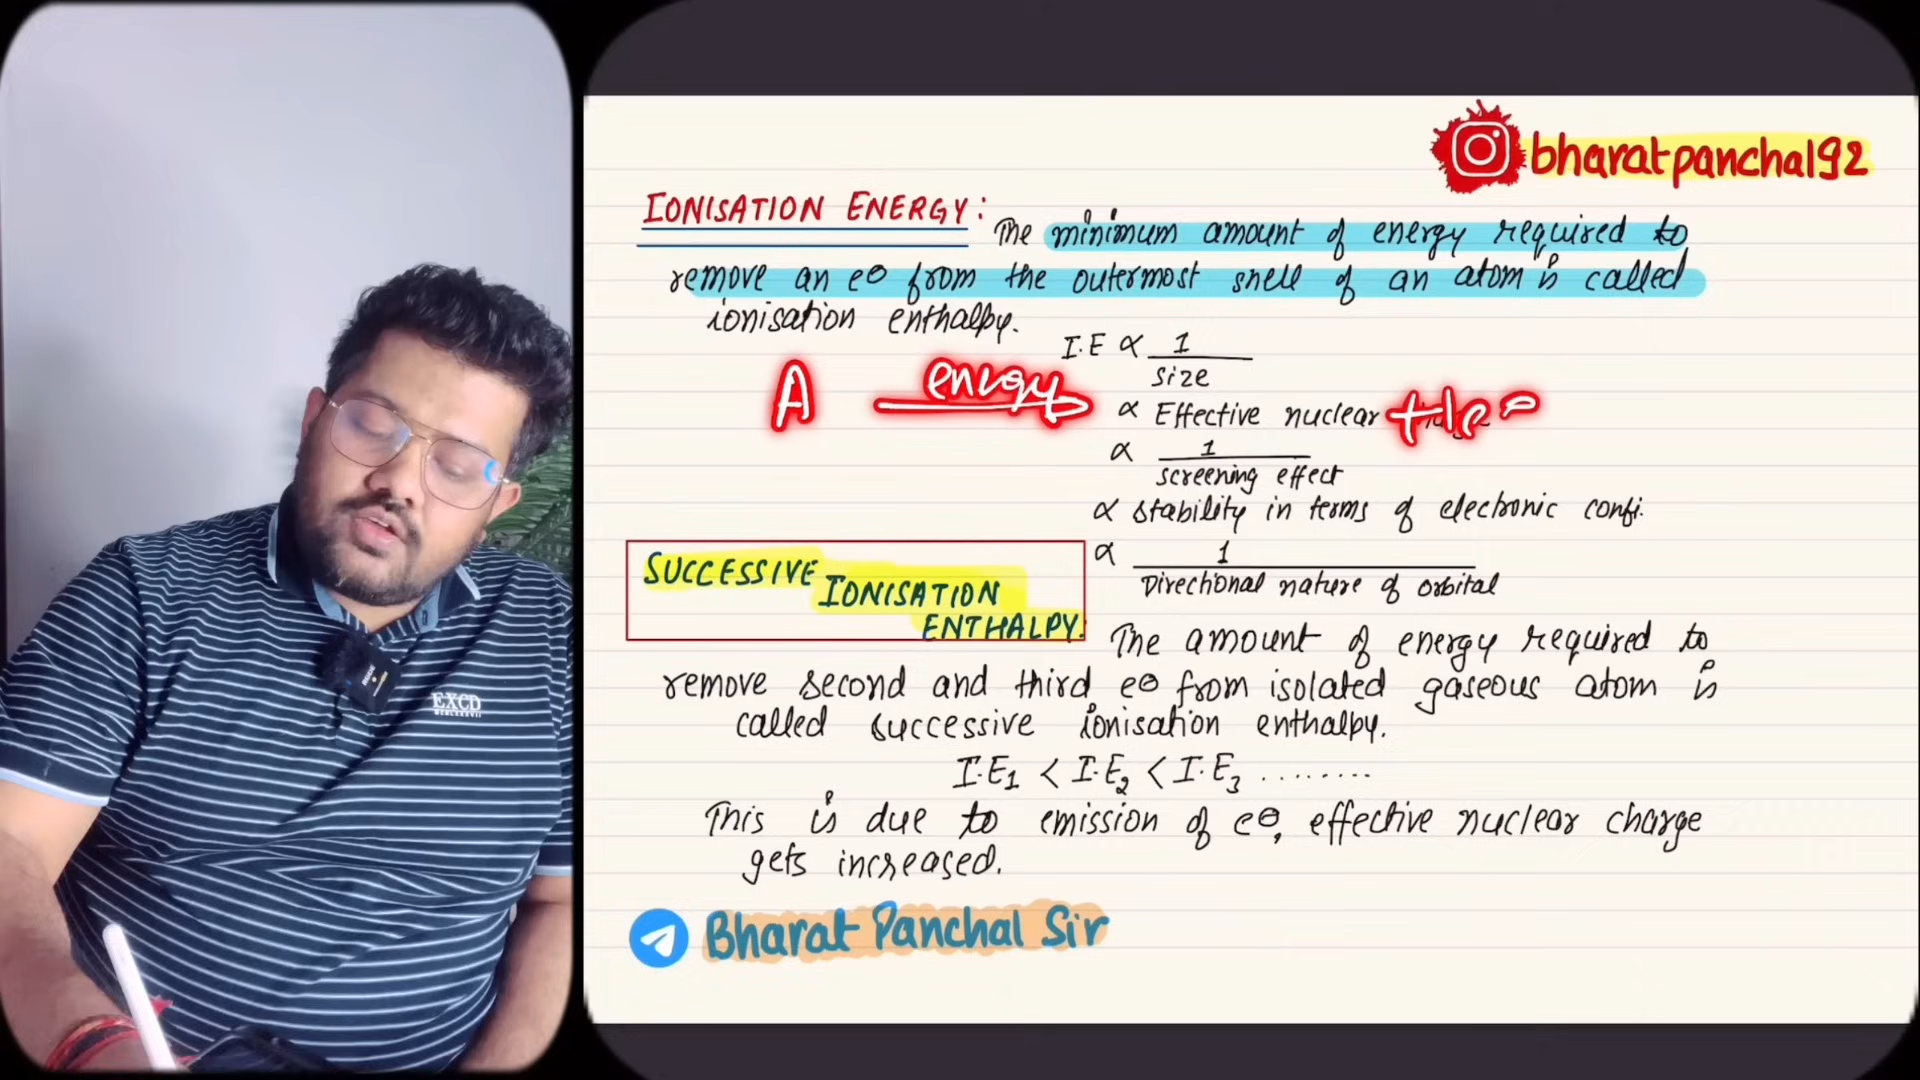 bharatpanchal92
IONISATION ENERGY: The minimum amount of energy required to
remove an e⊖ from the outermost shell of an atom is called
ionisation enthalpy.
I.E ∝ 1
size
A energy
∝ Effective nuclear +1e⁻
∝ 1
screening effect
∝ stability in terms of electronic confi.
∝ 1
Directional nature of orbital
SUCCESSIVE IONISATION
ENTHALPY.
The amount of energy required to
remove second and third e⊖ from isolated gaseous atom is
called successive ionisation enthalpy.
I.E₁ < I.E₂ < I.E₃ ........
This is due to emission of e⊖, effective nuclear charge
gets increased.
Bharat Panchal Sir
EXCD